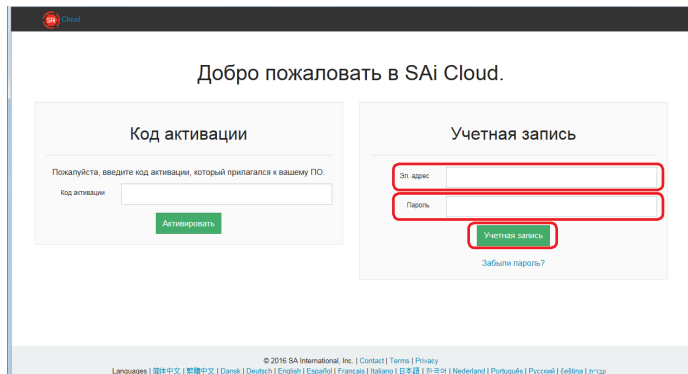 SAi Cloud
Добро пожаловать в SAi Cloud.
Код активации
Пожалуйста, введите код активации, который прилагался к вашему ПО.
Код активации
Активировать
Учетная запись
Эл. адрес
Пароль
Учетная запись
Забыли пароль?
© 2016 SA International, Inc. | Contact | Terms | Privacy
Languages | 简体中文 | 繁體中文 | Dansk | Deutsch | English | Español | Français | Italiano | 日本語 | 한국어 | Nederland | Português | Русский | čeština | עברית